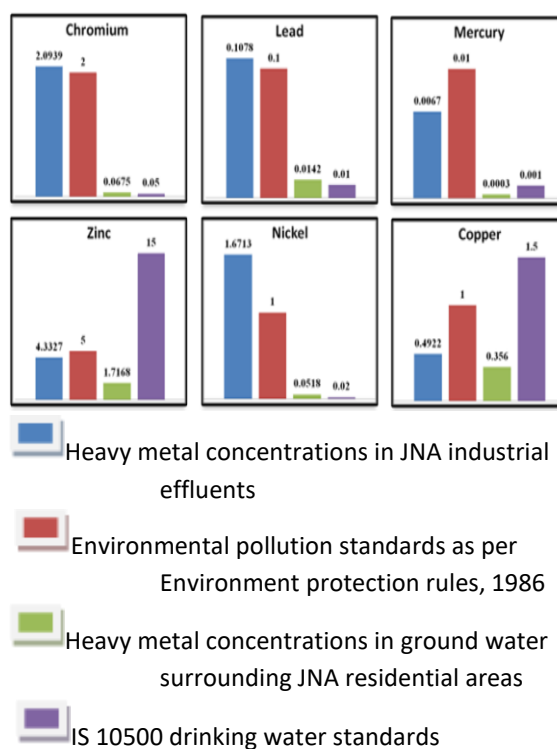 Chromium
2.0939
2
0.0675
0.05
Lead
0.1078
0.1
0.0142
0.01
Mercury
0.0067
0.01
0.0003
0.001
Zinc
4.3327
5
1.7168
15
Nickel
1.6713
1
0.0518
0.02
Copper
0.4922
1
0.356
1.5
Heavy metal concentrations in JNA industrial
effluents
Environmental pollution standards as per
Environment protection rules, 1986
Heavy metal concentrations in ground water
surrounding JNA residential areas
IS 10500 drinking water standards